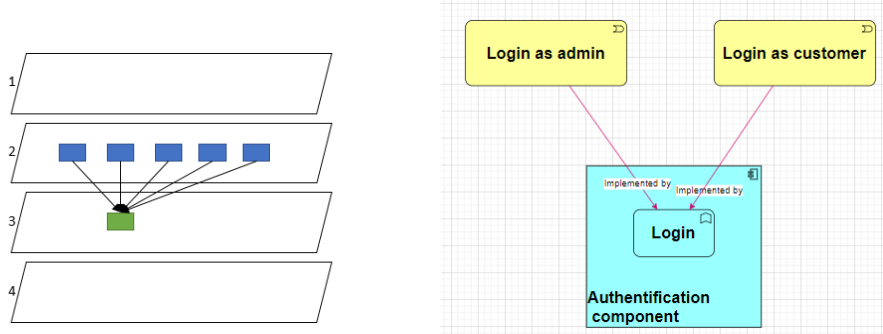 1
2
3
4
Login as admin
Login as customer
Implemented by
Implemented by
Login
Authentification
component